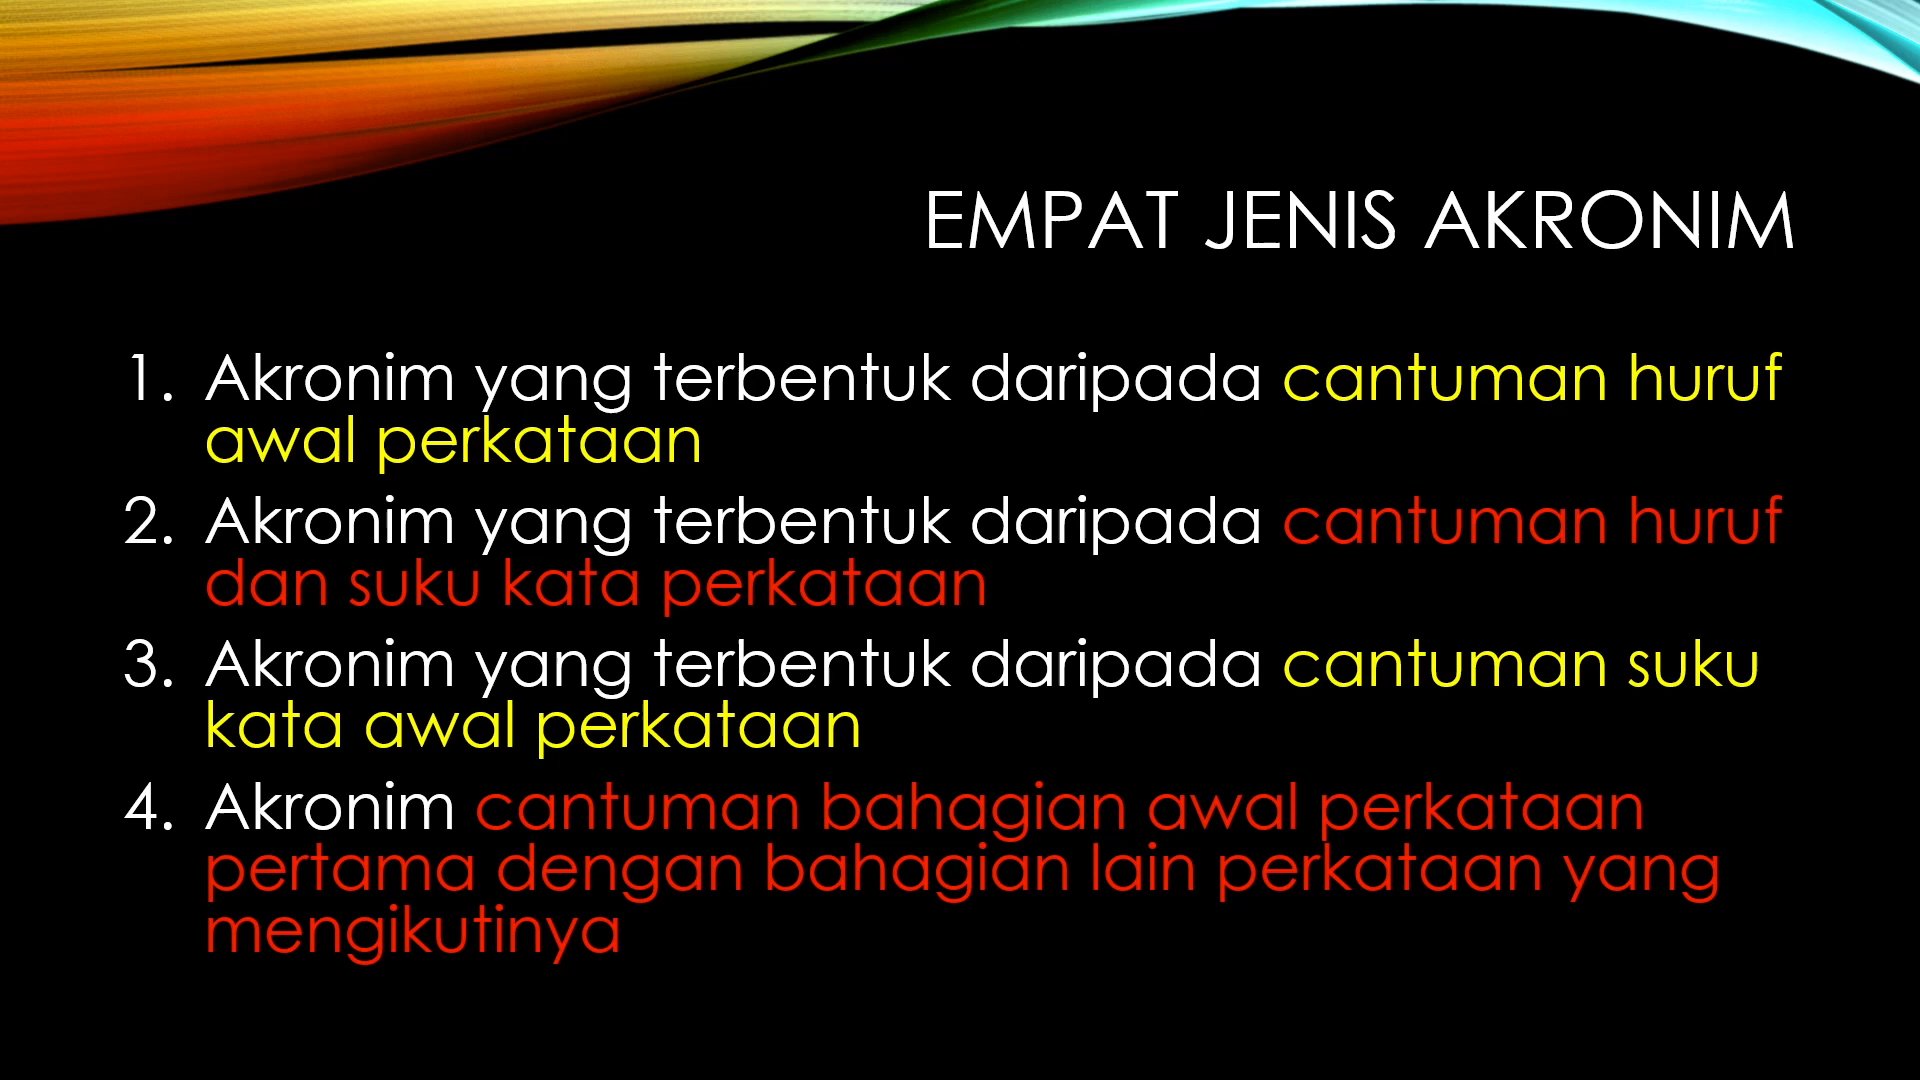 EMPAT JENIS AKRONIM
1. Akronim yang terbentuk daripada cantuman huruf
awal perkataan
2. Akronim yang terbentuk daripada cantuman huruf
dan suku kata perkataan
3. Akronim yang terbentuk daripada cantuman suku
kata awal perkataan
4. Akronim cantuman bahagian awal perkataan
pertama dengan bahagian lain perkataan yang
mengikutinya